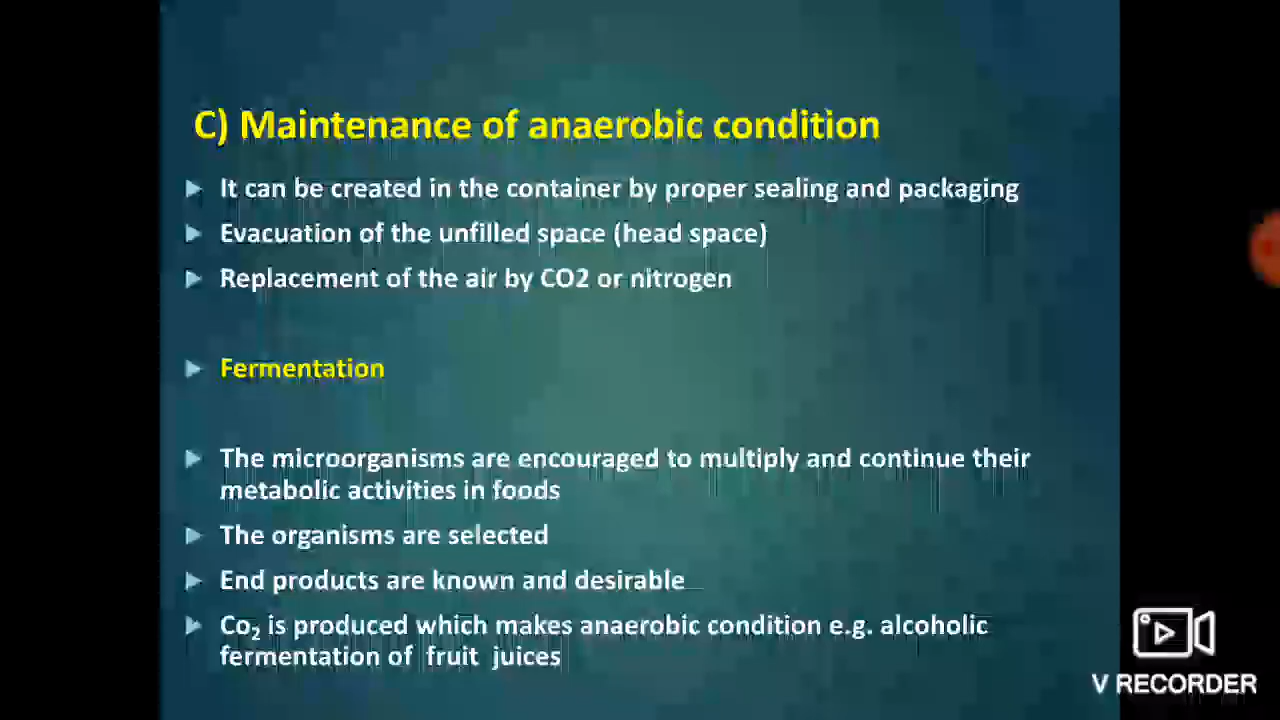 C) Maintenance of anaerobic condition
It can be created in the container by proper sealing and packaging
Evacuation of the unfilled space (head space)
Replacement of the air by CO2 or nitrogen
Fermentation
The microorganisms are encouraged to multiply and continue their
metabolic activities in foods
The organisms are selected
End products are known and desirable
Co₂ is produced which makes anaerobic condition e.g. alcoholic
fermentation of fruit juices
V RECORDER